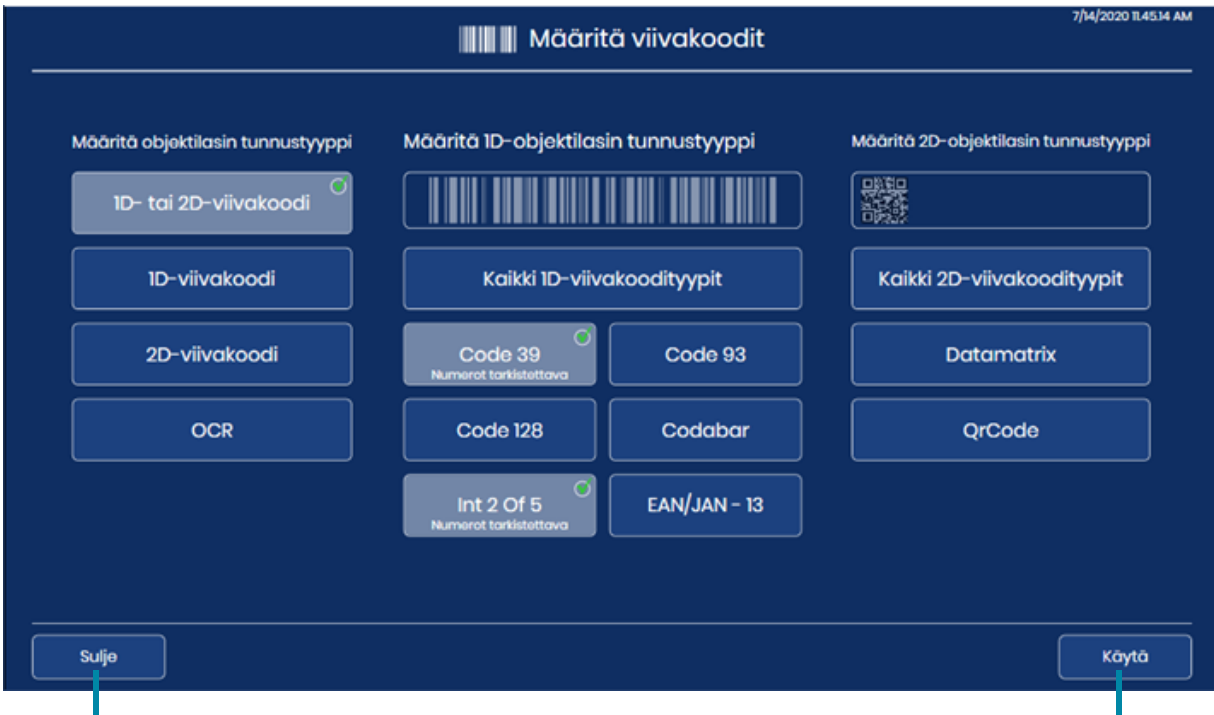 7/14/2020 11.45.14 AM
Määritä viivakoodit
Määritä objektilasin tunnustyyppi
1D- tai 2D-viivakoodi
1D-viivakoodi
2D-viivakoodi
OCR
Määritä 1D-objektilasin tunnustyyppi
Kaikki 1D-viivakoodityypit
Code 39
Numerot tarkistettava
Code 93
Code 128
Codabar
Int 2 Of 5
Numerot tarkistettava
EAN/JAN - 13
Määritä 2D-objektilasin tunnustyyppi
Kaikki 2D-viivakoodityypit
Datamatrix
QrCode
Sulje
Käytä